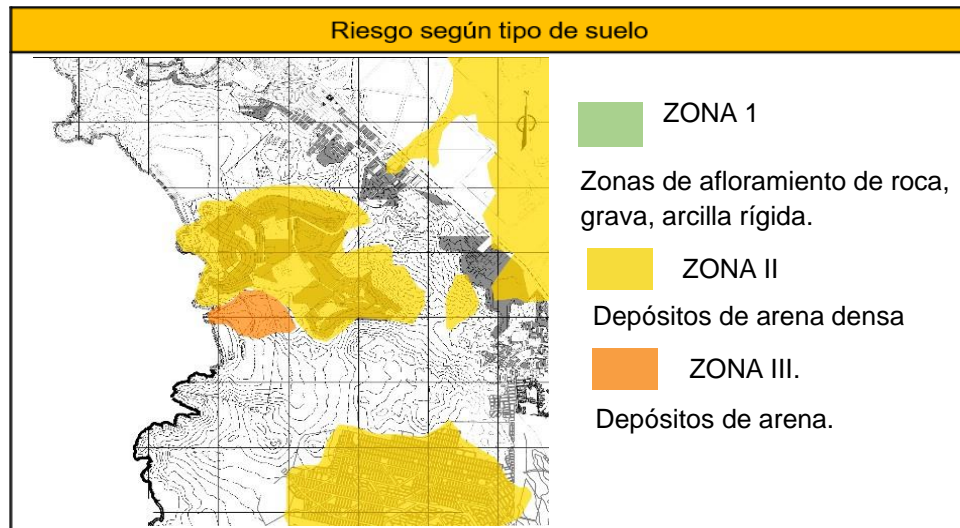 Riesgo según tipo de suelo
N
ZONA 1
Zonas de afloramiento de roca,
grava, arcilla rígida.
ZONA II
Depósitos de arena densa
ZONA III.
Depósitos de arena.